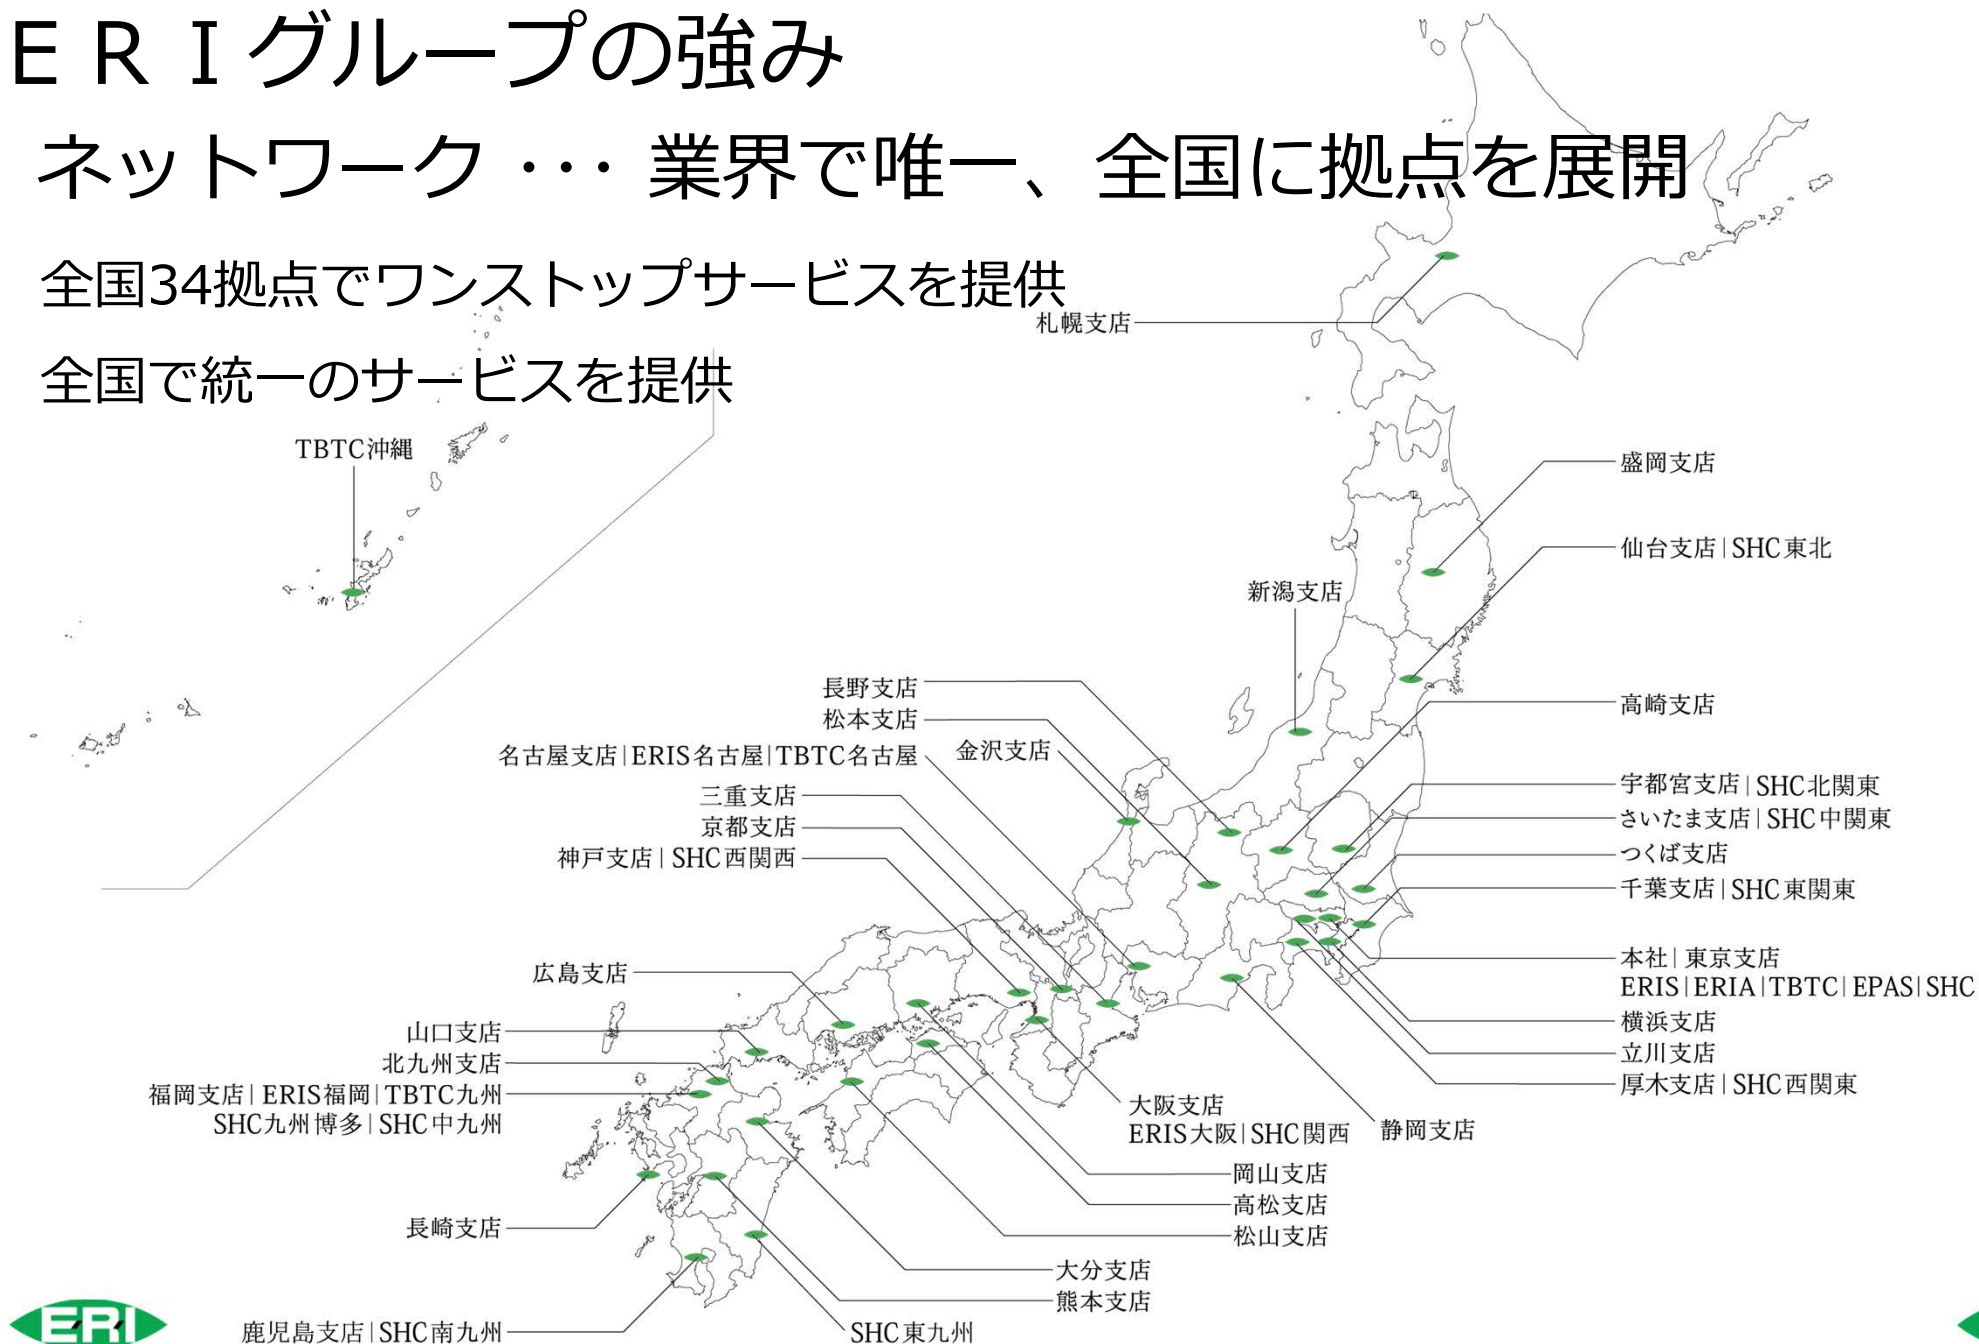 ＥＲＩグループの強み
ネットワーク ･･･ 業界で唯一、全国に拠点を展開
全国34拠点でワンストップサービスを提供
全国で統一のサービスを提供
札幌支店
TBTC沖縄
盛岡支店
仙台支店|SHC東北
新潟支店
高崎支店
長野支店
松本支店
名古屋支店|ERIS名古屋|TBTC名古屋
金沢支店
三重支店
京都支店
神戸支店|SHC西関西
宇都宮支店|SHC北関東
さいたま支店|SHC中関東
つくば支店
千葉支店|SHC東関東
本社|東京支店
ERIS|ERIA|TBTC|EPAS|SHC
横浜支店
立川支店
厚木支店|SHC西関東
広島支店
山口支店
北九州支店
福岡支店|ERIS福岡|TBTC九州
SHC九州博多|SHC中九州
大阪支店
ERIS大阪|SHC関西
静岡支店
岡山支店
高松支店
松山支店
長崎支店
大分支店
熊本支店
鹿児島支店|SHC南九州
SHC東九州
ERI